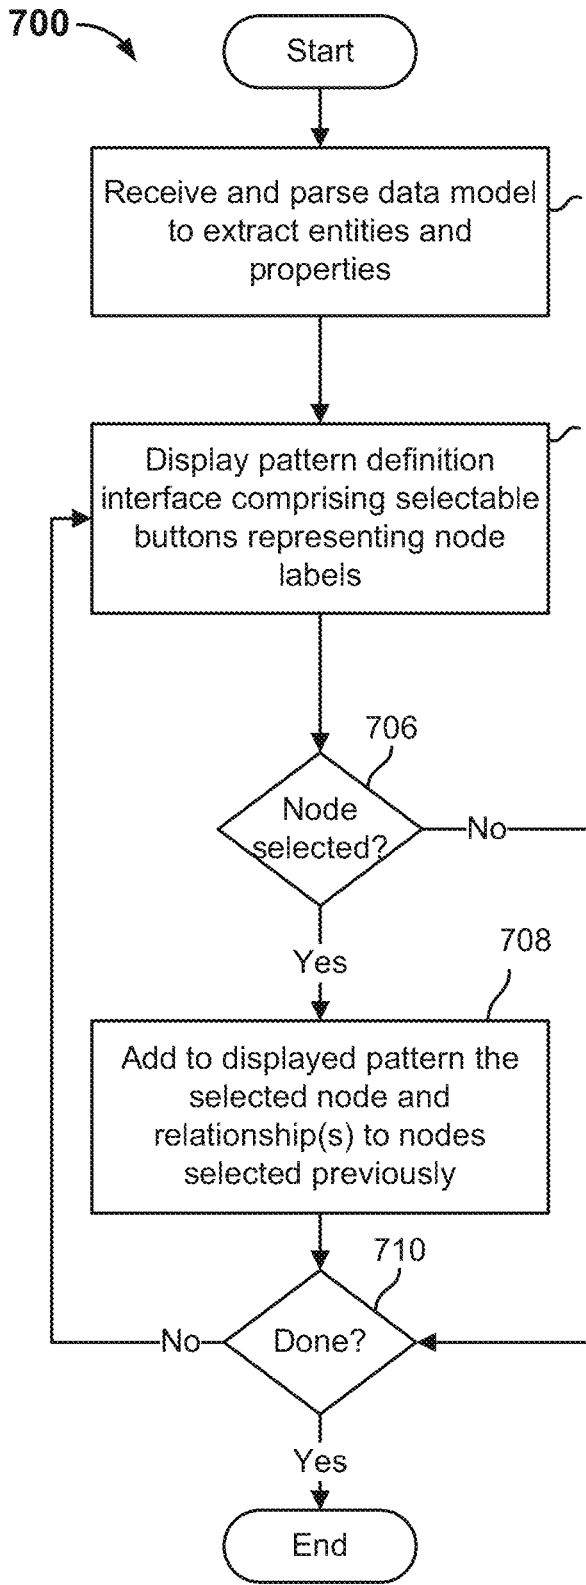 700
Start
Receive and parse data model
to extract entities and
properties
Display pattern definition
interface comprising selectable
buttons representing node
labels
706
Node
selected?
No
Yes
708
Add to displayed pattern the
selected node and
relationship(s) to nodes
selected previously
710
Done?
No
Yes
End